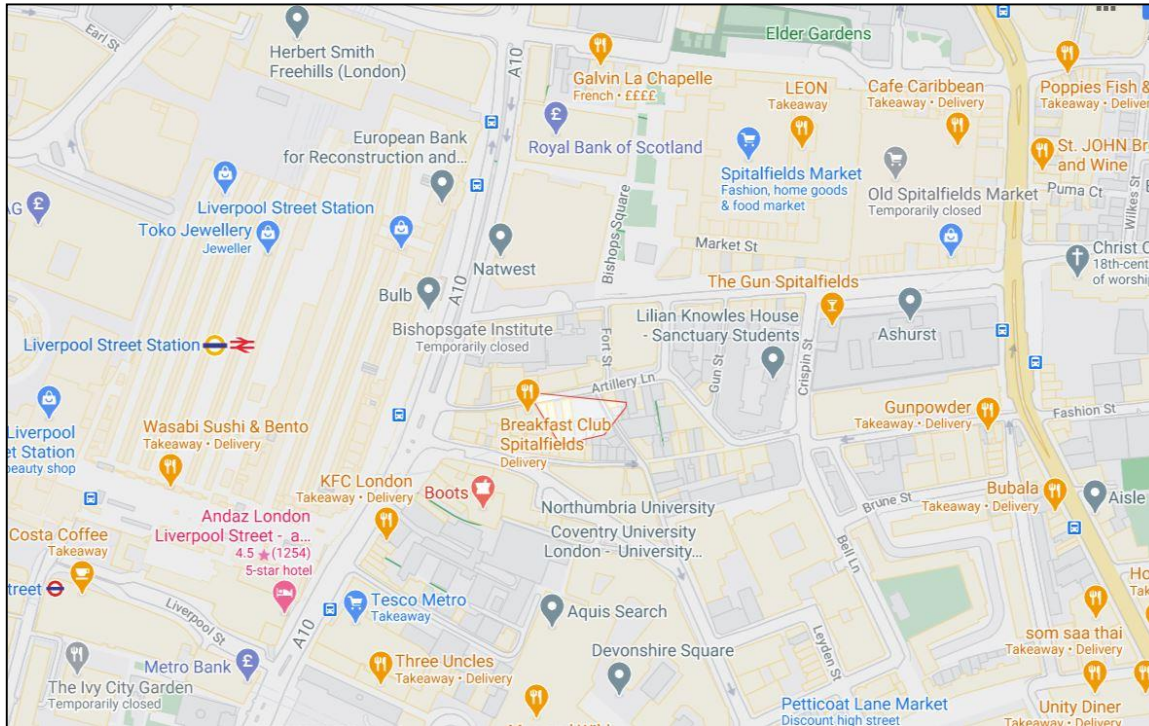 Earl St
Herbert Smith
Freehills (London)
A10
Galvin La Chapelle
French • ££££
Elder Gardens
LEON
Takeaway
Cafe Caribbean
Takeaway • Delivery
Poppies Fish &
Takeaway • Delivery
European Bank
for Reconstruction and...
Royal Bank of Scotland
Spitalfields Market
Fashion, home goods
& food market
Old Spitalfields Market
Temporarily closed
St. JOHN Br
and Wine
Puma Ct
Wilkes St
AG
Liverpool Street Station
Toko Jewellery
Jeweller
Natwest
Bishops Square
Market St
Christ C
18th-cent
of worship
Bulb
A10
The Gun Spitalfields
Bishopsgate Institute
Temporarily closed
Lilian Knowles House
- Sanctuary Students
Ashurst
Liverpool Street Station
Fort St
Gun St
Crispin St
Artillery Ln
Liverpool
et Station
beauty shop
Wasabi Sushi & Bento
Takeaway • Delivery
Breakfast Club
Spitalfields
Delivery
Gunpowder
Takeaway • Delivery
Fashion St
KFC London
Takeaway • Delivery
Boots
Brune St
Bubala
Takeaway • Delivery
Aisle
Northumbria University
Coventry University
London - University...
Andaz London
Liverpool Street - a...
4.5 ★ (1254)
5-star hotel
Costa Coffee
Takeaway
Bell Ln
treet
Liverpool St
A10
Tesco Metro
Takeaway
Aquis Search
Ho
Ta
som saa thai
Takeaway • Delivery
Leyden St
Devonshire Square
Metro Bank
The Ivy City Garden
Temporarily closed
Three Uncles
Takeaway • Delivery
Petticoat Lane Market
Discount high street
Unity Diner
Takeaway • Delivery